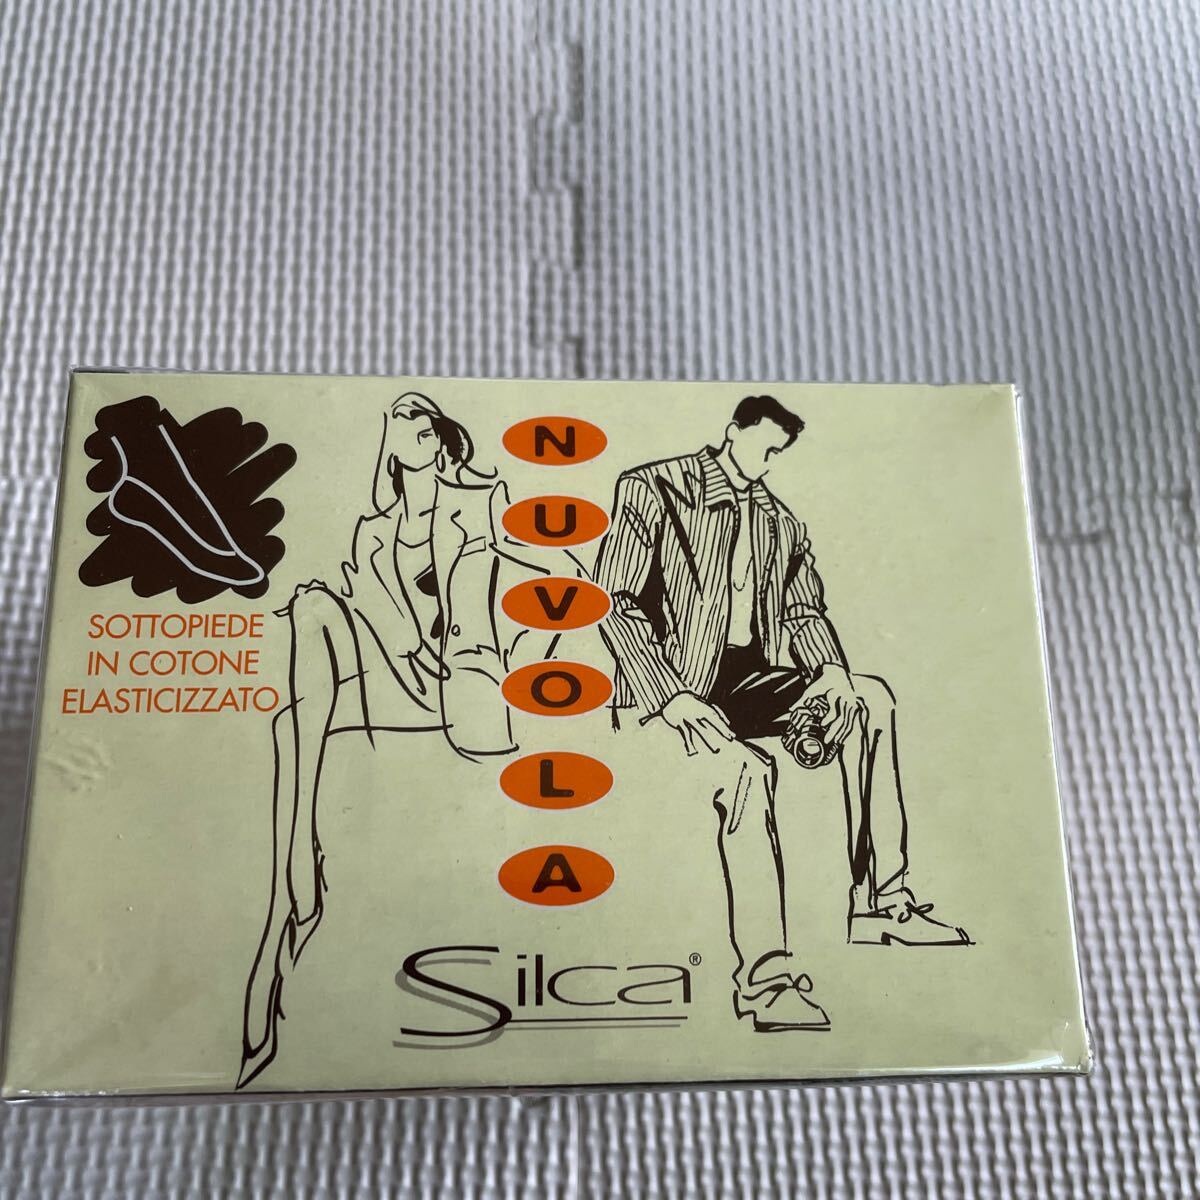 SOTTOPIEDE
IN COTONE
ELASTICIZZATO
N
U
V
O
L
A
Silca®